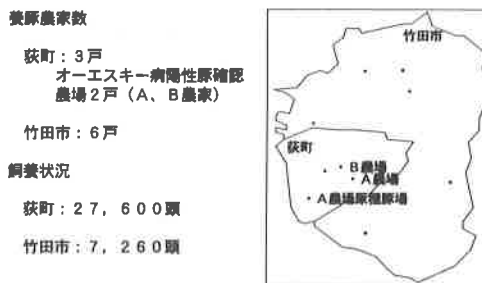 養豚農家数
荻町：３戸
オーエスキー病陽性豚確認
農場２戸（Ａ、Ｂ農家）
竹田市：６戸
飼養状況
荻町：２７，６００頭
竹田市：７，２６０頭
竹田市
荻町
Ｂ農場
Ａ農場
Ａ農場原種豚場